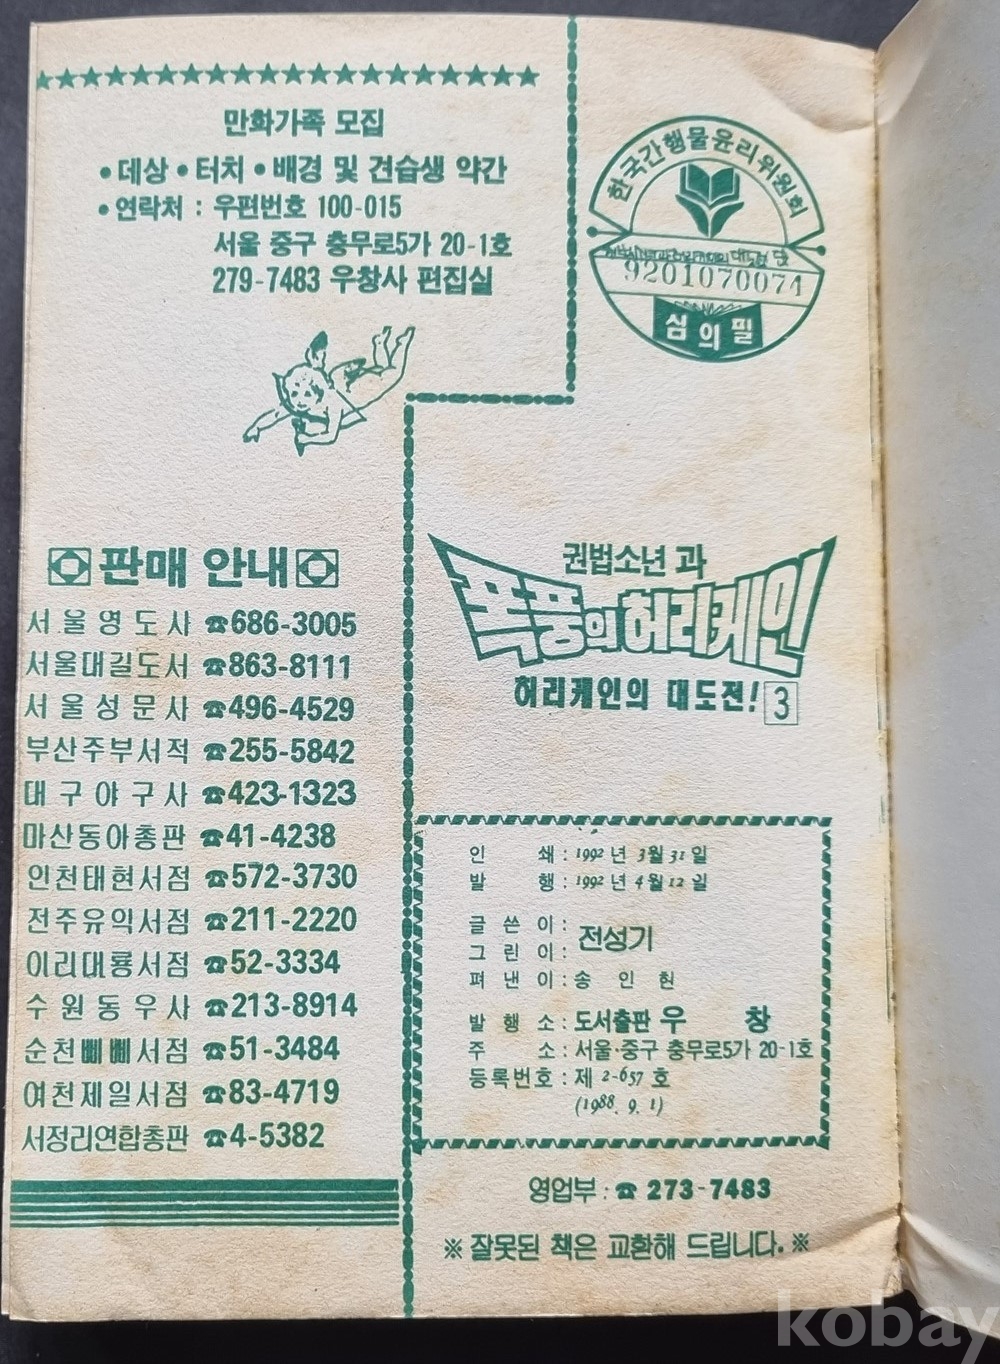 만화가족 모집
• 데상 • 터치 • 배경 및 견습생 약간
• 연락처 : 우편번호 100-015
서울 중구 충무로5가 20-1호
279-7483 우창사 편집실
한국간행물윤리위원회
9201070074
심의필
판매 안내
서울영도사 ☎686-3005
서울대길도서 ☎863-8111
서울성문사 ☎496-4529
부산주부서적 ☎255-5842
대구야구사 ☎423-1323
마산동아총판 ☎41-4238
인천태현서점 ☎572-3730
전주유익서점 ☎211-2220
이리대룡서점 ☎52-3334
수원동우사 ☎213-8914
순천삐삐서점 ☎51-3484
여천제일서점 ☎83-4719
서정리연합총판 ☎4-5382
권법소년 과
폭풍의허리케인
허리케인의 대도전! 3
인 쇄 : 1992 년 3월 31 일
발 행 : 1992 년 4월 12 일
글 쓴 이 :
그 린 이 : 전성기
펴 낸 이 : 송 인 헌
발 행 소 : 도서출판 우 창
주 소 : 서울·중구 충무로5가 20-1호
등록번호 : 제 2-657 호
(1988. 9. 1)
영업부 : ☎ 273-7483
※ 잘못된 책은 교환해 드립니다. ※
kobay